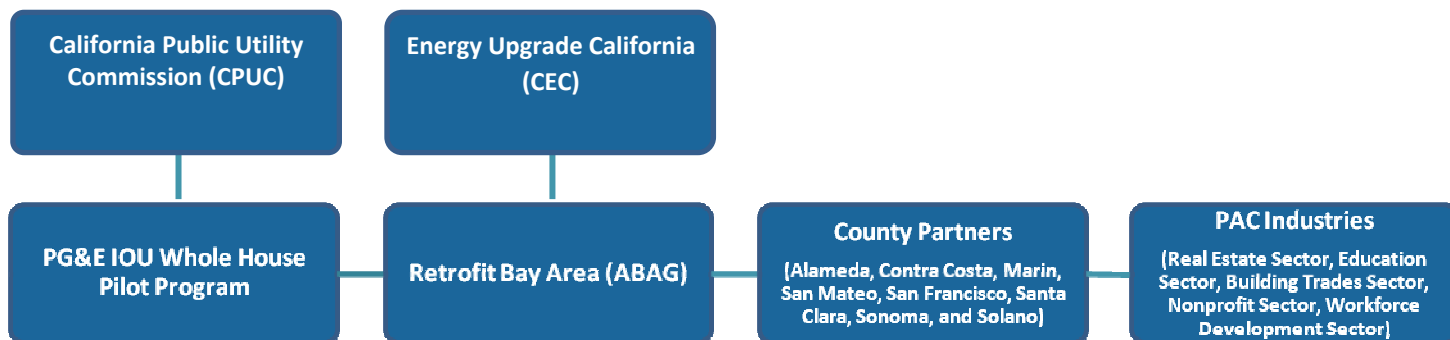 California Public Utility
Commission (CPUC)
Energy Upgrade California
(CEC)
PG&E IOU Whole House
Pilot Program
Retrofit Bay Area (ABAG)
County Partners
(Alameda, Contra Costa, Marin,
San Mateo, San Francisco, Santa
Clara, Sonoma, and Solano)
PAC Industries
(Real Estate Sector, Education
Sector, Building Trades Sector,
Nonprofit Sector, Workforce
Development Sector)